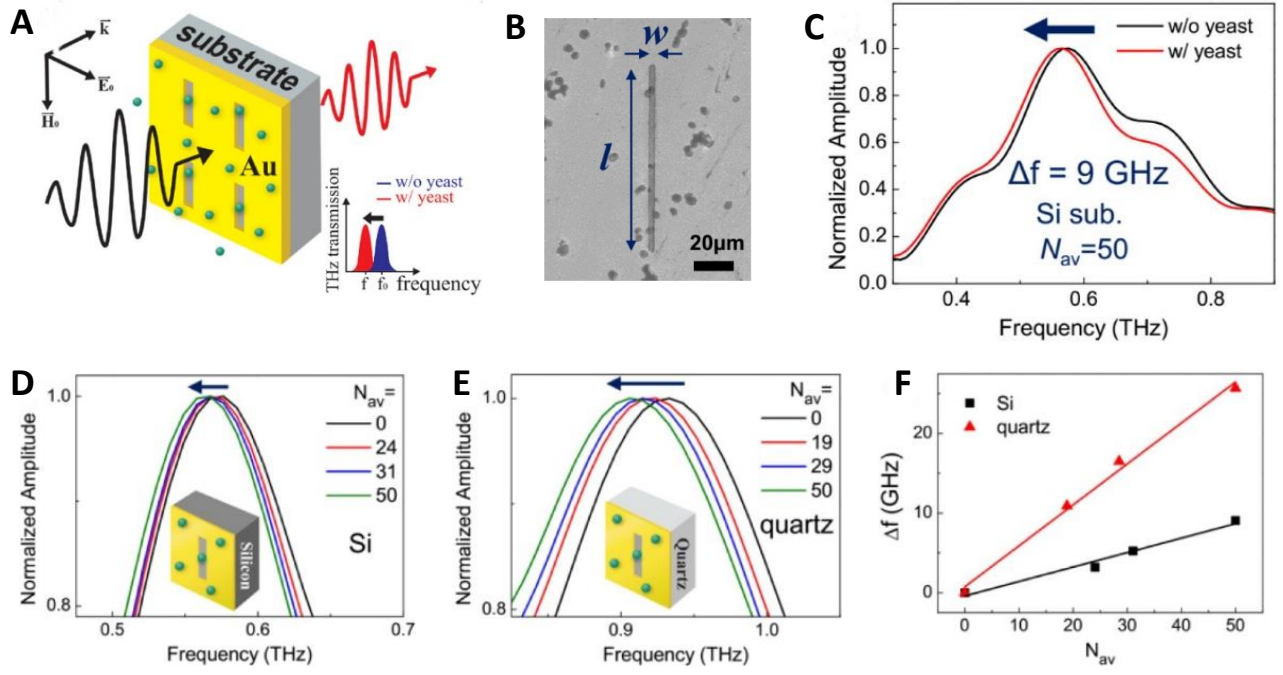 A
k
E₀
H₀
substrate
Au
w/o yeast
w/ yeast
THz transmission
f f₀ frequency
B
w
l
20µm
C
w/o yeast
w/ yeast
Normalized Amplitude
1.0
0.8
0.6
0.4
0.2
0.0
Δf = 9 GHz
Si sub.
Nav=50
0.4 0.6 0.8
Frequency (THz)
D
Nav=
0
24
31
50
Si
Silicon
Normalized Amplitude
1.0
0.8
0.5 0.6 0.7
Frequency (THz)
E
Nav=
0
19
29
50
quartz
Quartz
Normalized Amplitude
1.0
0.8
0.9 1.0
Frequency (THz)
F
Si
quartz
Δf (GHz)
20
10
0
0 10 20 30 40 50
Nav